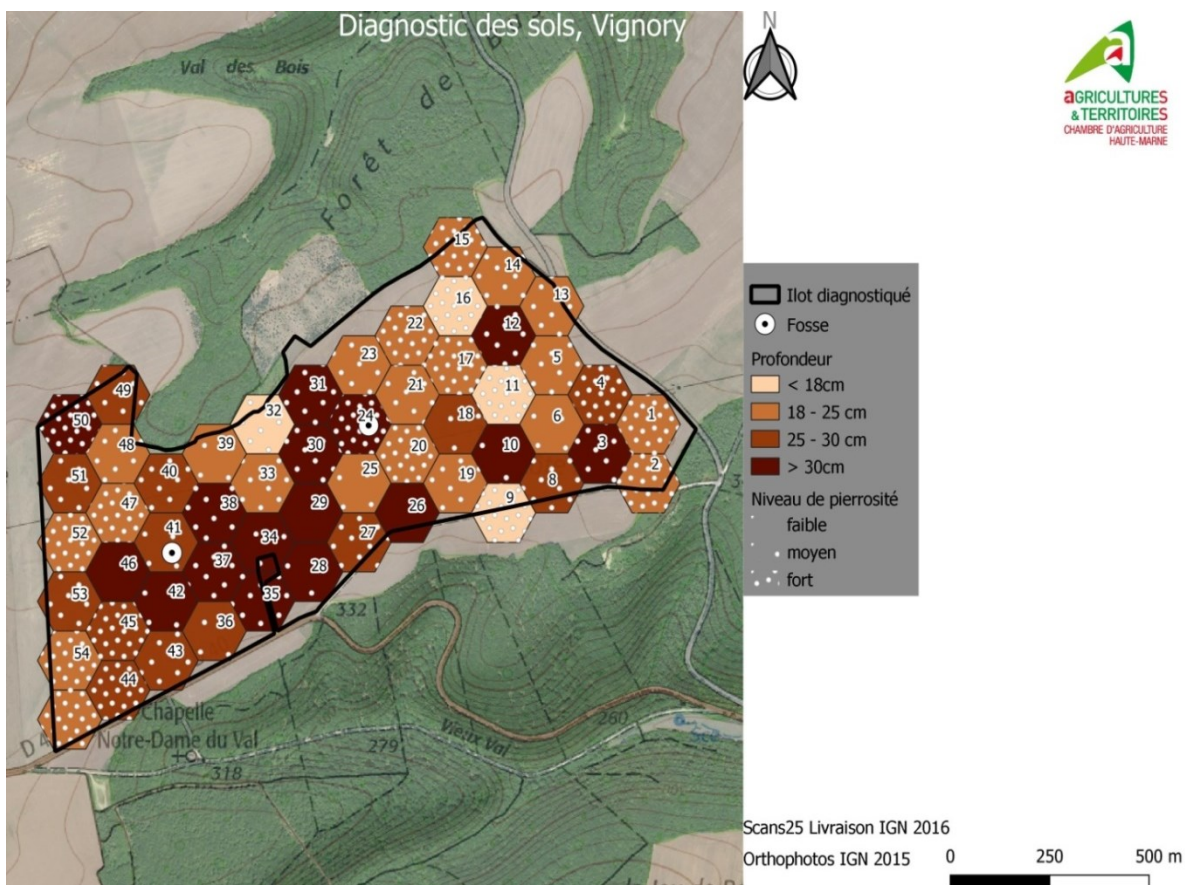 Diagnostic des sols, Vignory
N
aGRICULTURES
& TERRITOIRES
CHAMBRE D'AGRICULTURE
HAUTE-MARNE
Val des Bois
Forêt de
15
14
16
13
12
22
23
17
5
31
21
11
4
49
32
24
18
6
1
50
48
39
30
20
10
3
40
33
25
19
8
2
51
38
29
26
9
47
41
34
27
52
46
37
28
53
42
35
45
36
332
54
43
44
Chapelle
Notre-Dame du Val
D
Vieux Val
260
279
318
Ilot diagnostiqué
Fosse
Profondeur
< 18cm
18 - 25 cm
25 - 30 cm
> 30cm
Niveau de pierrosité
faible
moyen
fort
Scans25 Livraison IGN 2016
Orthophotos IGN 2015
0 250 500 m